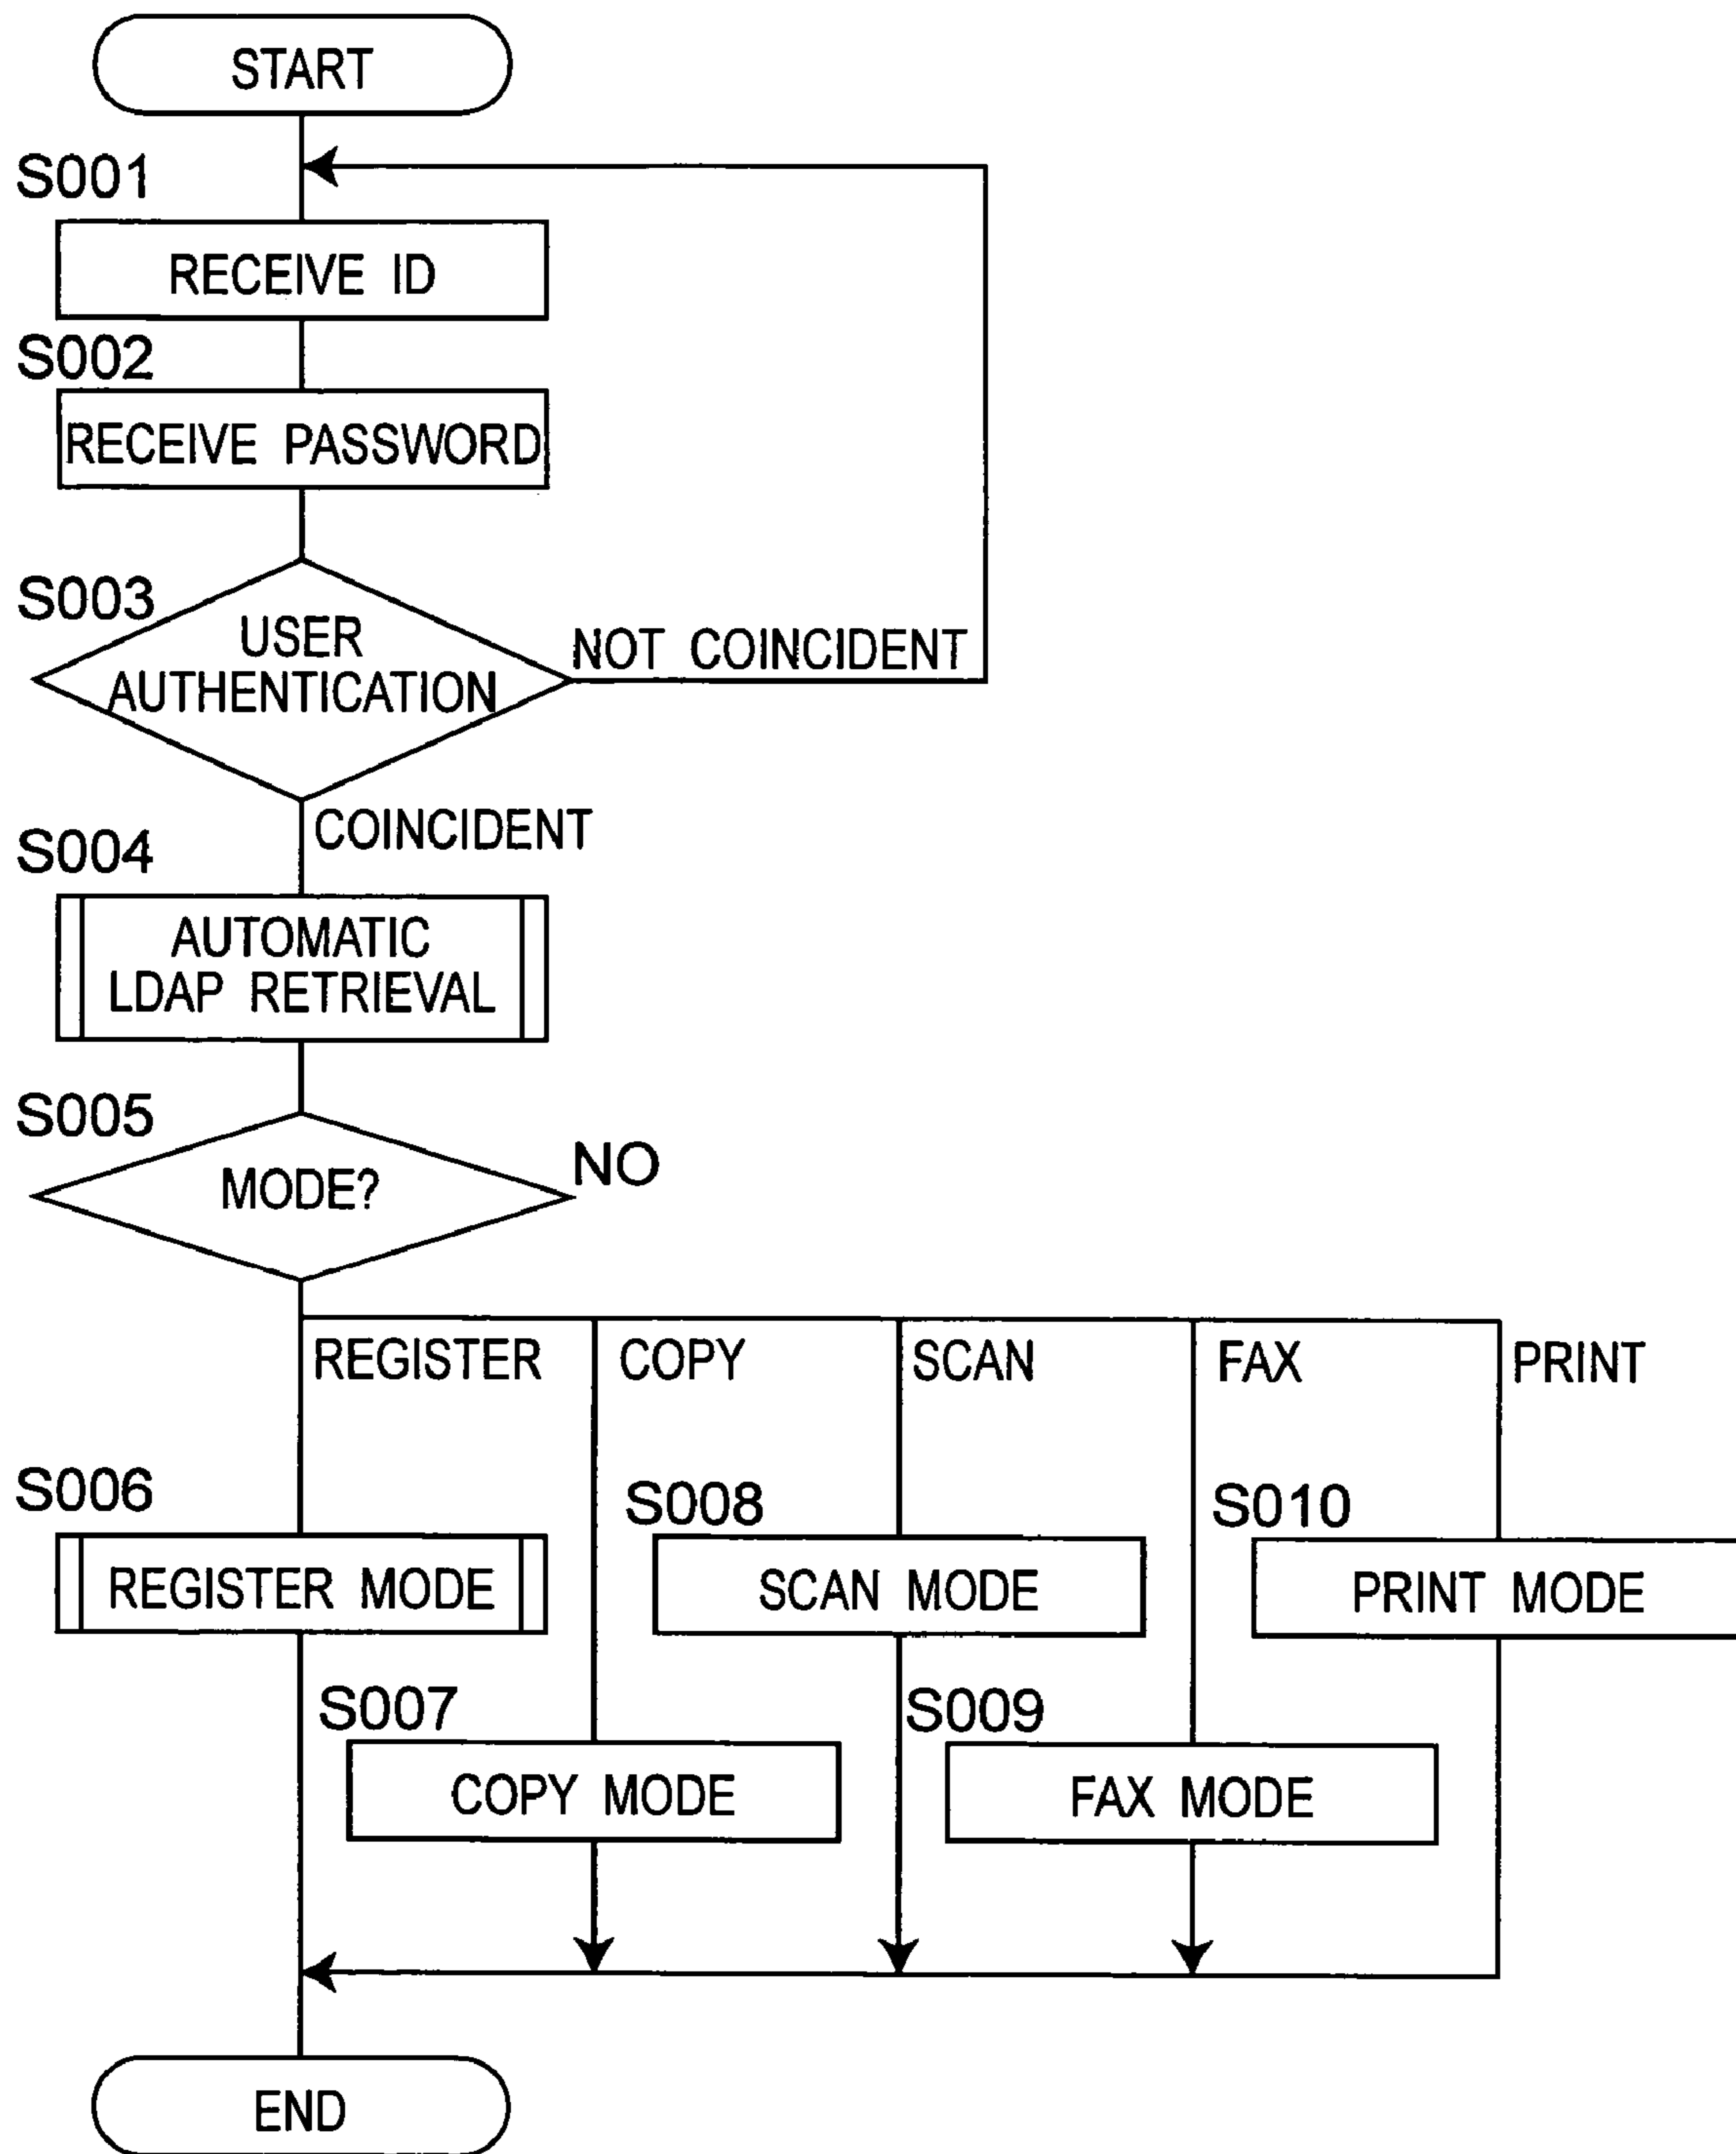 START
S001
RECEIVE ID
S002
RECEIVE PASSWORD
S003
USER
AUTHENTICATION
NOT COINCIDENT
COINCIDENT
S004
AUTOMATIC
LDAP RETRIEVAL
S005
MODE?
NO
REGISTER
COPY
SCAN
FAX
PRINT
S006
REGISTER MODE
S008
SCAN MODE
S010
PRINT MODE
S007
COPY MODE
S009
FAX MODE
END